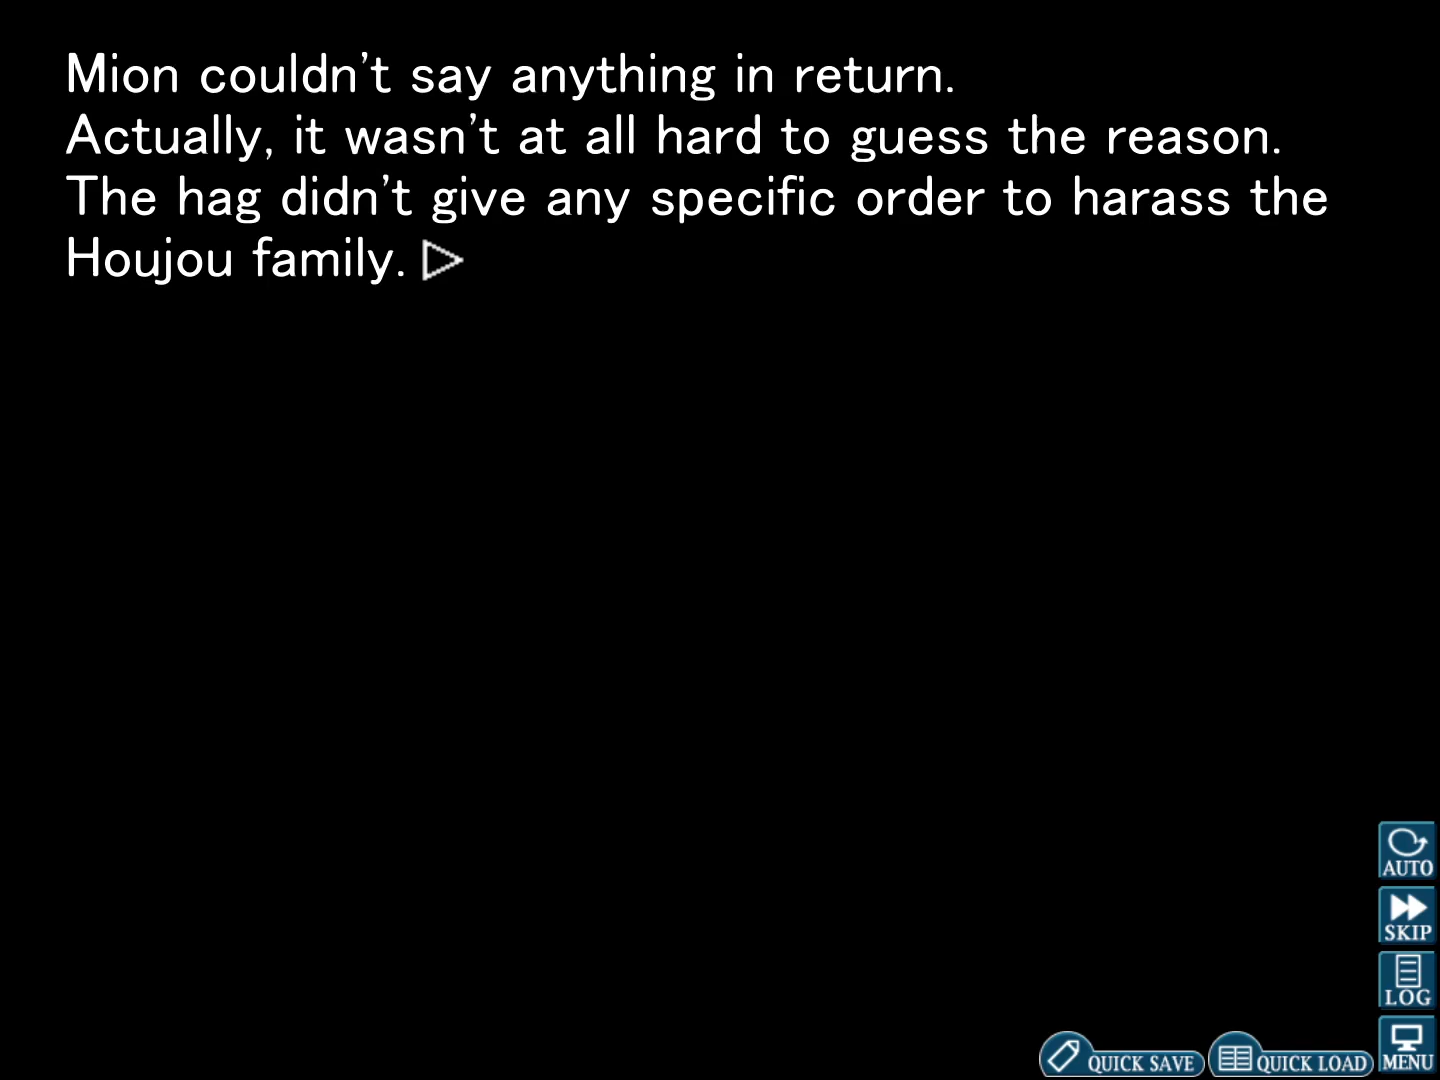 Mion couldn't say anything in return.
Actually, it wasn't at all hard to guess the reason.
The hag didn't give any specific order to harass the
Houjou family.
AUTO
SKIP
LOG
MENU
QUICK SAVE
QUICK LOAD